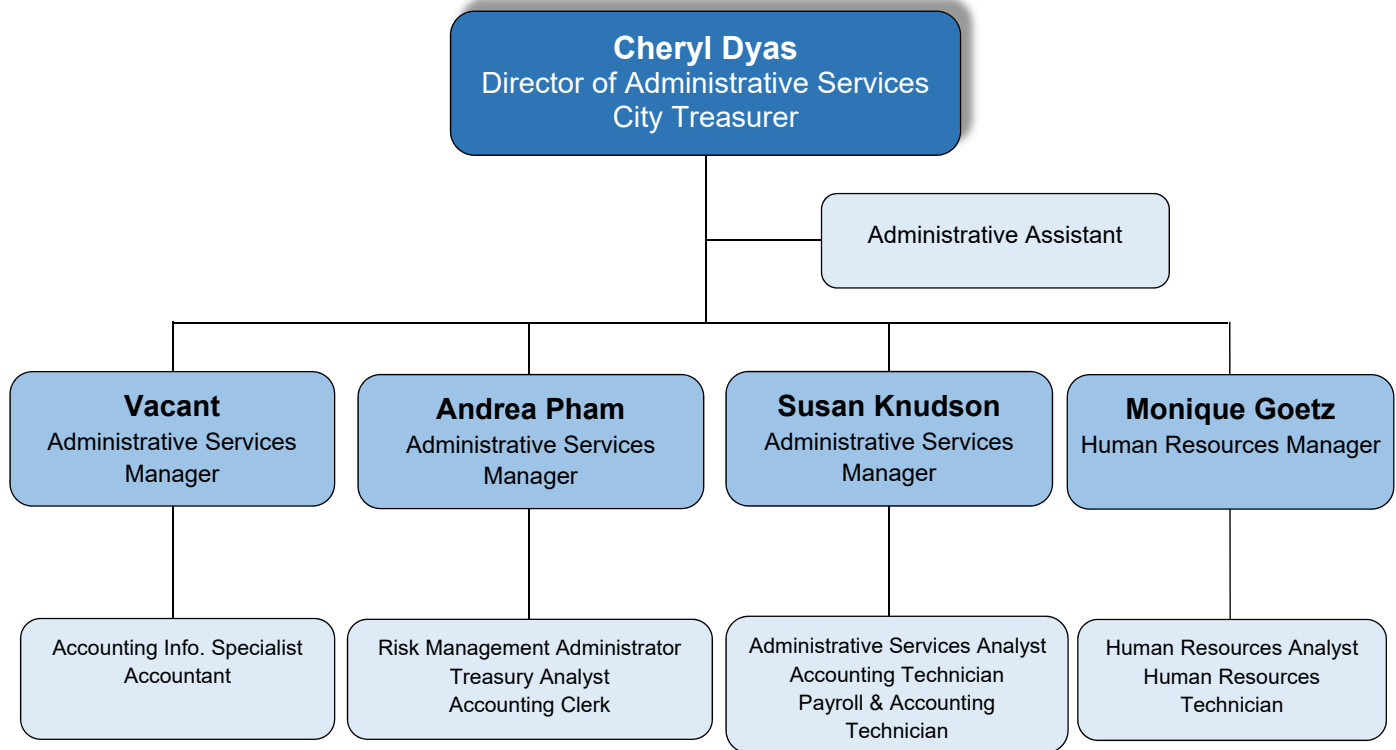 Cheryl Dyas
Director of Administrative Services
City Treasurer
Administrative Assistant
Vacant
Administrative Services
Manager
Andrea Pham
Administrative Services
Manager
Susan Knudson
Administrative Services
Manager
Monique Goetz
Human Resources Manager
Accounting Info. Specialist
Accountant
Risk Management Administrator
Treasury Analyst
Accounting Clerk
Administrative Services Analyst
Accounting Technician
Payroll & Accounting
Technician
Human Resources Analyst
Human Resources
Technician